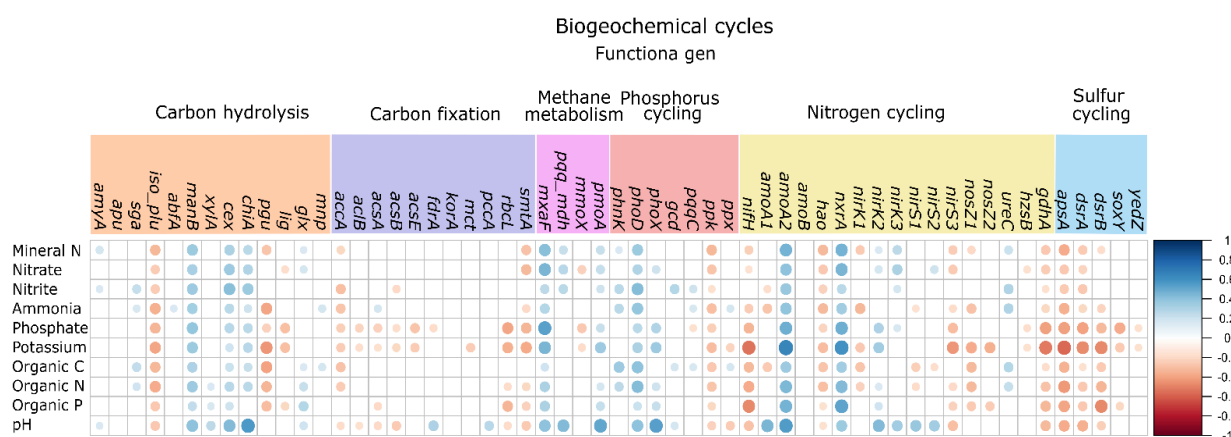 Biogeochemical cycles
Functiona gen
Carbon hydrolysis
Carbon fixation
Methane
metabolism
Phosphorus
cycling
Nitrogen cycling
Sulfur
cycling
amyA
apu
sga
iso_plu
abfA
manB
xylA
cex
chiA
pgu
lig
glx
mnp
accA
aclB
acsA
acsB
acsE
fdrA
korA
mct
pccA
rbcL
smtA
mxaF
pqq_mdh
mmoX
pmoA
phnK
phoD
phoX
gcd
pqqC
ppk
ppx
nifH
amoA1
amoA2
amoB
hao
nxrA
nirK1
nirK2
nirK3
nirS1
nirS2
nirS3
nosZ1
nosZ2
ureC
hzsB
gdhA
apsA
dsrA
dsrB
soxY
yedZ
Mineral N
Nitrate
Nitrite
Ammonia
Phosphate
Potassium
Organic C
Organic N
Organic P
pH
1
0.
0.
0.
0.
0
-0.
-0.
-0.
-0.
-1